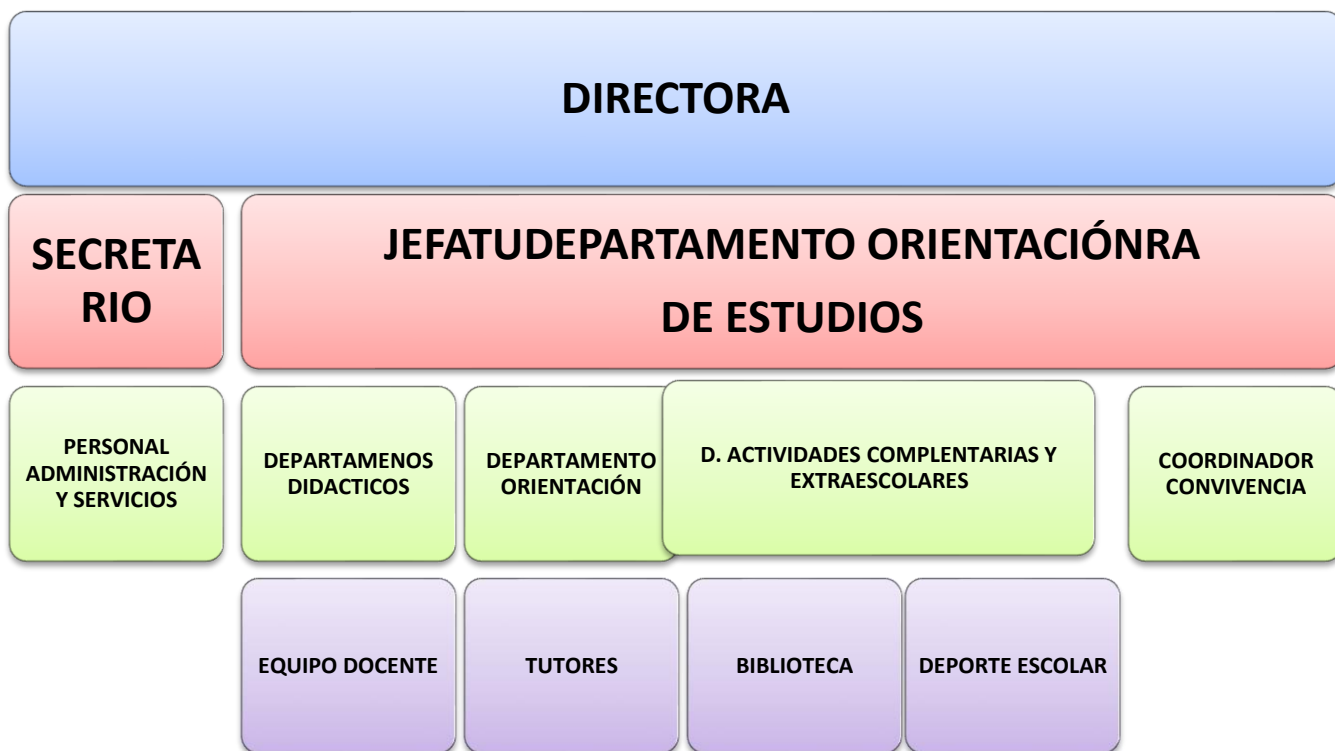 DIRECTORA
SECRETA
RIO
JEFATUDEPARTAMENTO ORIENTACIÓNRA
DE ESTUDIOS
PERSONAL
ADMINISTRACIÓN
Y SERVICIOS
DEPARTAMENOS
DIDACTICOS
DEPARTAMENTO
ORIENTACIÓN
D. ACTIVIDADES COMPLENTARIAS Y
EXTRAESCOLARES
COORDINADOR
CONVIVENCIA
EQUIPO DOCENTE
TUTORES
BIBLIOTECA
DEPORTE ESCOLAR